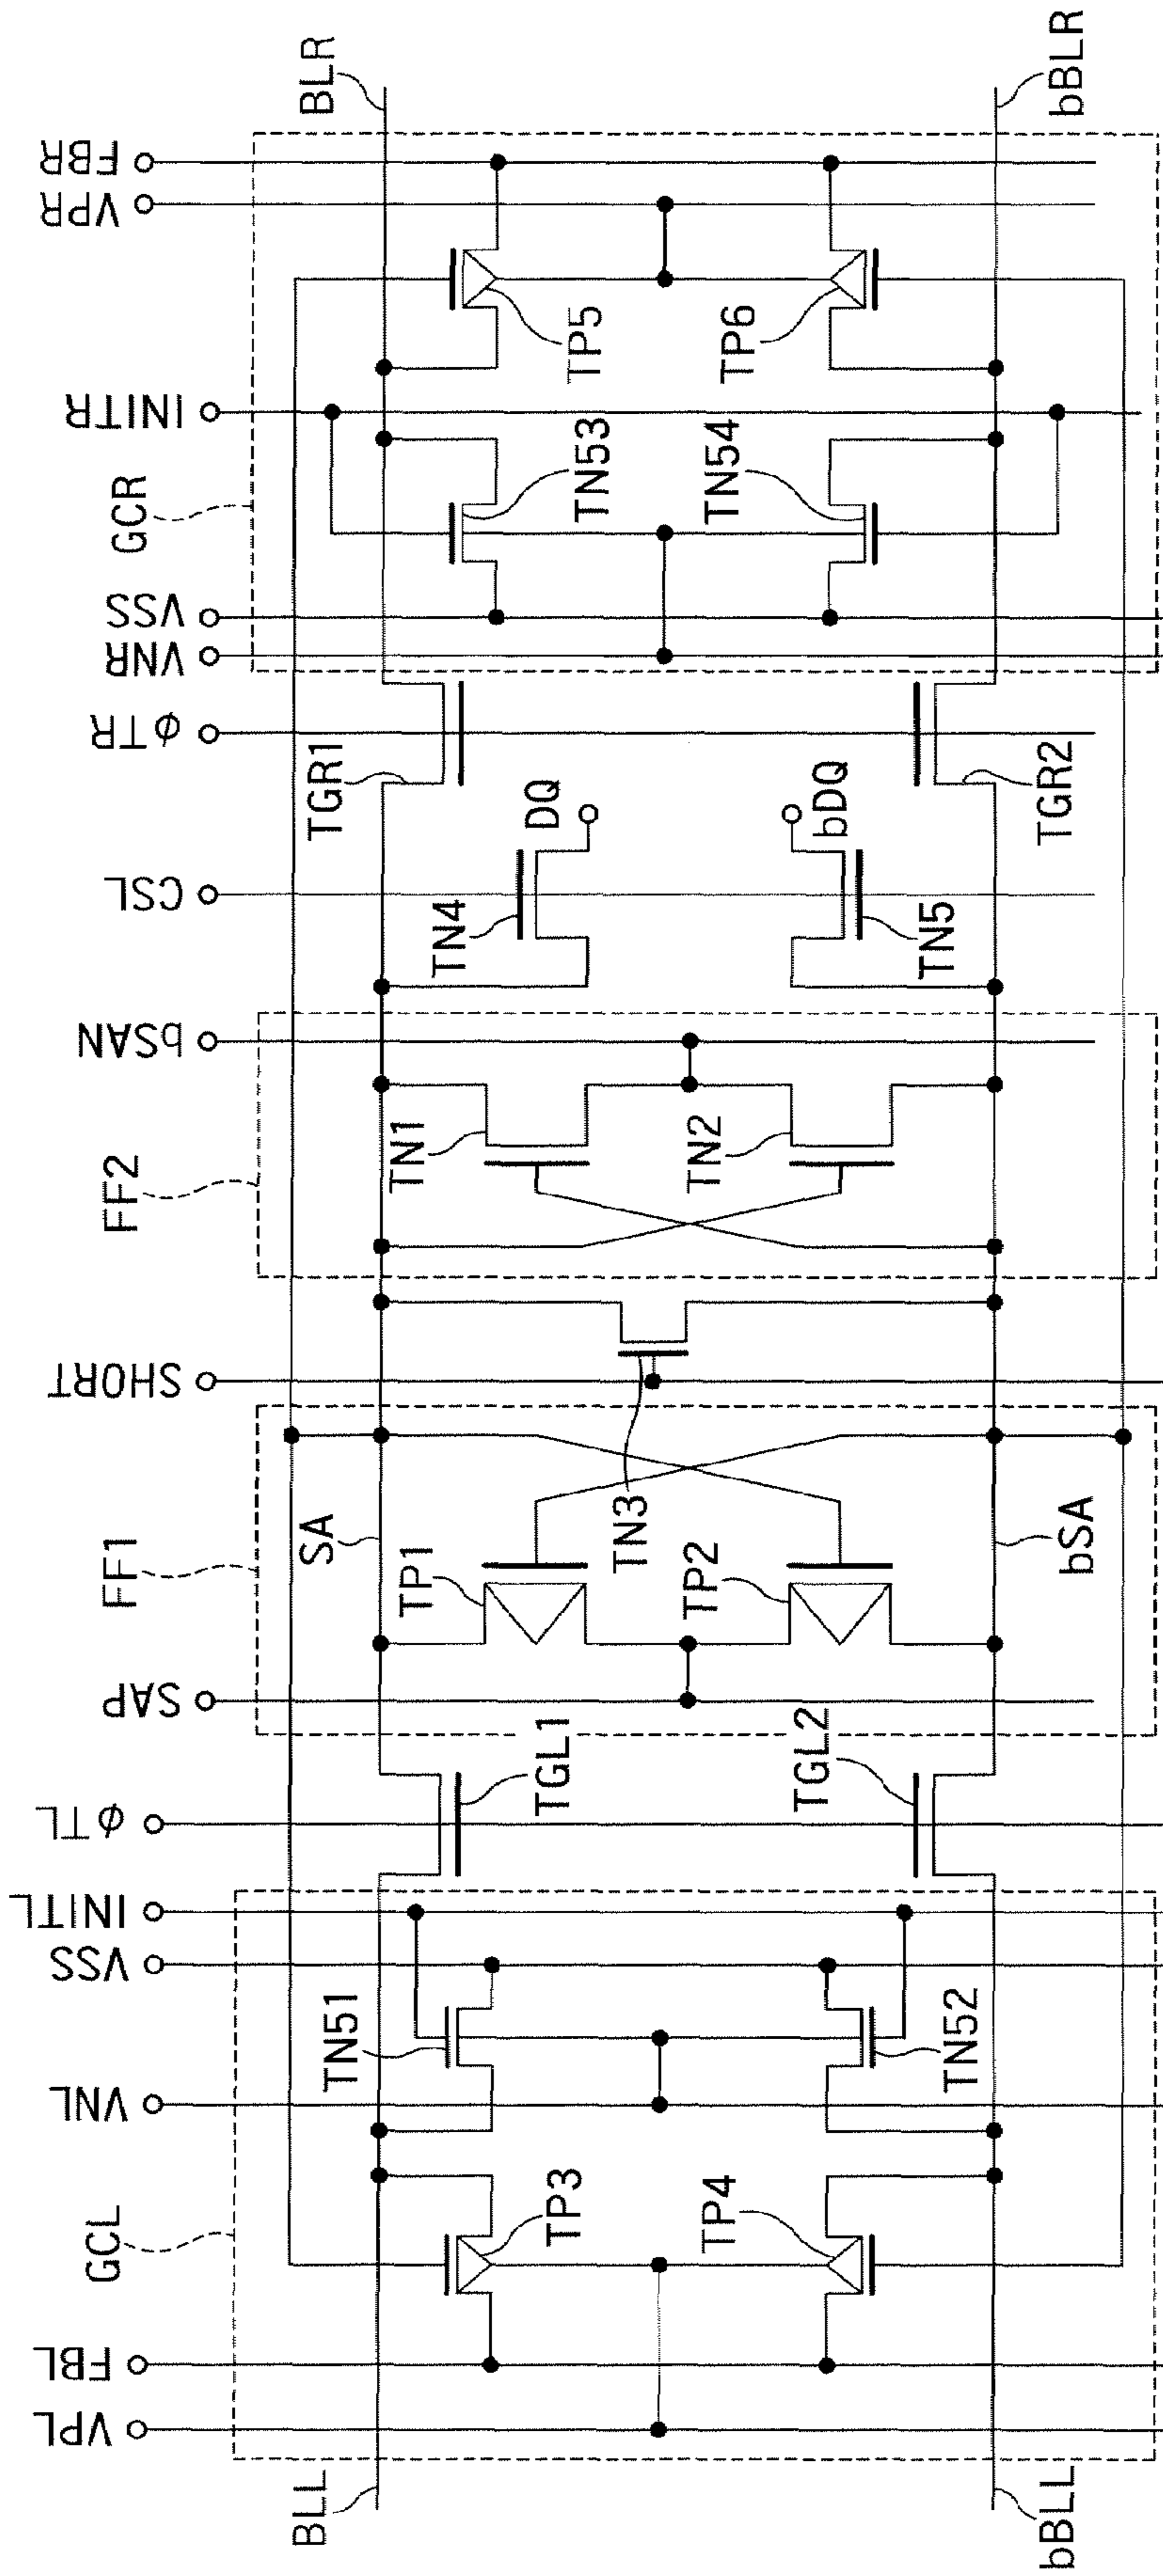 BLR
bBLR
FBR
VPR
TP5
TP6
INITR
TN53
TN54
GCR
VSS
VNR
φTR
TGR1
TGR2
DQ
bDQ
CSL
TN4
TN5
bSAN
TN1
TN2
FF2
SHORT
TN3
SA
bSA
FF1
TP1
TP2
SAP
TGL1
TGL2
φTL
INITL
VSS
TN51
TN52
VNL
TP3
TP4
GCL
FBL
VPL
BLL
bBLL